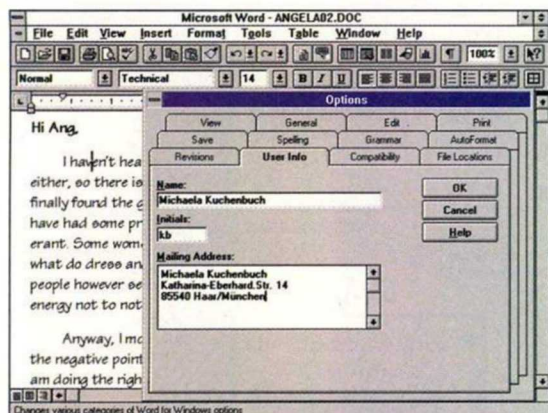 Microsoft Word - ANGELA02.DOC
File Edit View Insert Format Tools Table Window Help
100%
Normal Technical 14 B I U
Options
View General Edit Print
Save Spelling Grammar AutoFormat
Revisions User Info Compatibility File Locations
Hi Ang,
I haven't hea
either, so there is
finally found the
have had some pr
erant. Some wom
what do dress an
people however se
energy not to not
Anyway, I mo
the negative point
am doing the righ
Name:
Michaela Kuchenbuch
Initials:
kb
Mailing Address:
Michaela Kuchenbuch
Katharina-Eberhard.Str. 14
85540 Haar/München
OK
Cancel
Help
Changes various categories of Word for Windows options